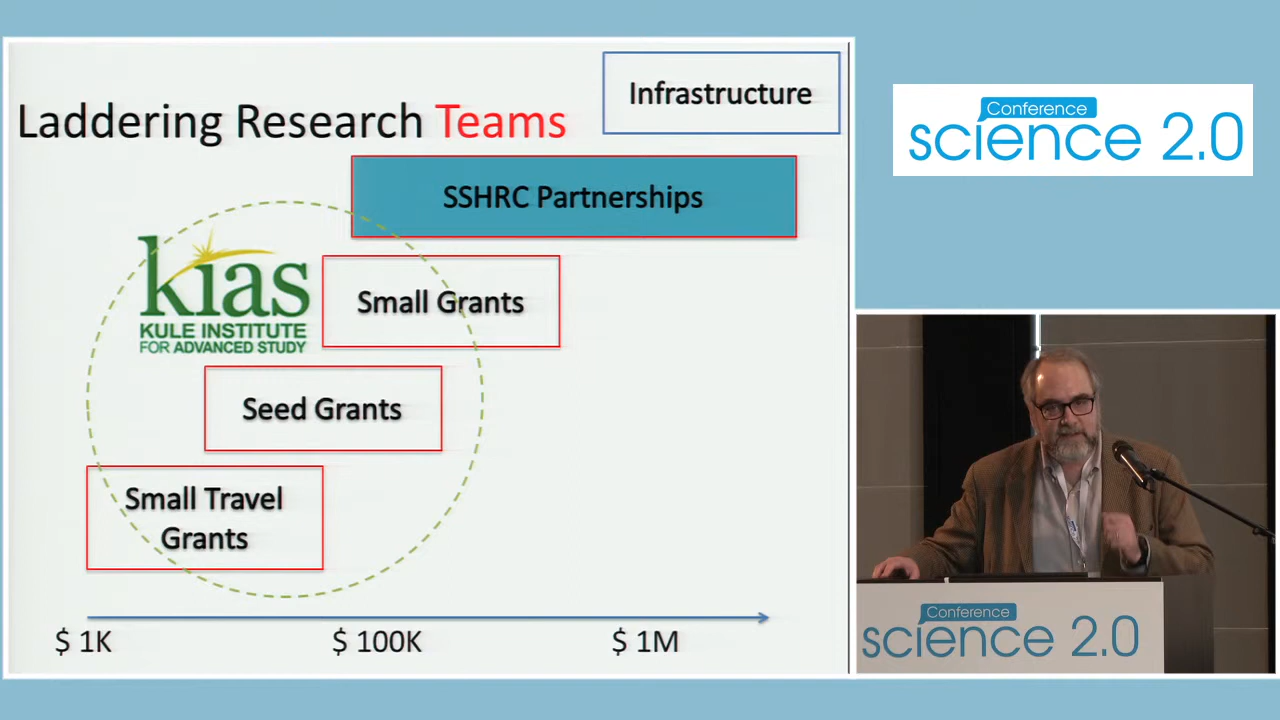 Laddering Research Teams
Infrastructure
SSHRC Partnerships
kias
KULE INSTITUTE
FOR ADVANCED STUDY
Small Grants
Seed Grants
Small Travel
Grants
$ 1K
$ 100K
$ 1M
Conference
science 2.0
Conference
science 2.0